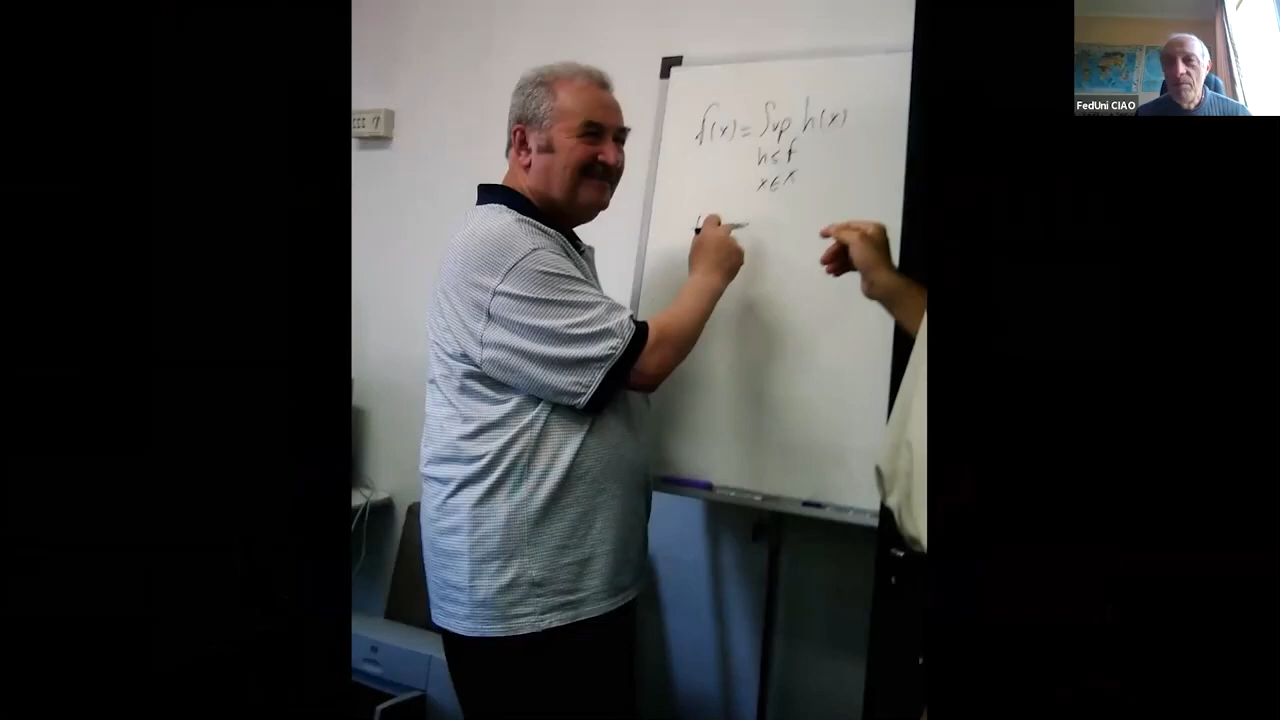 f(x) = Sup h(x)
h ≤ f
x ∈ X
FedUni CIAO